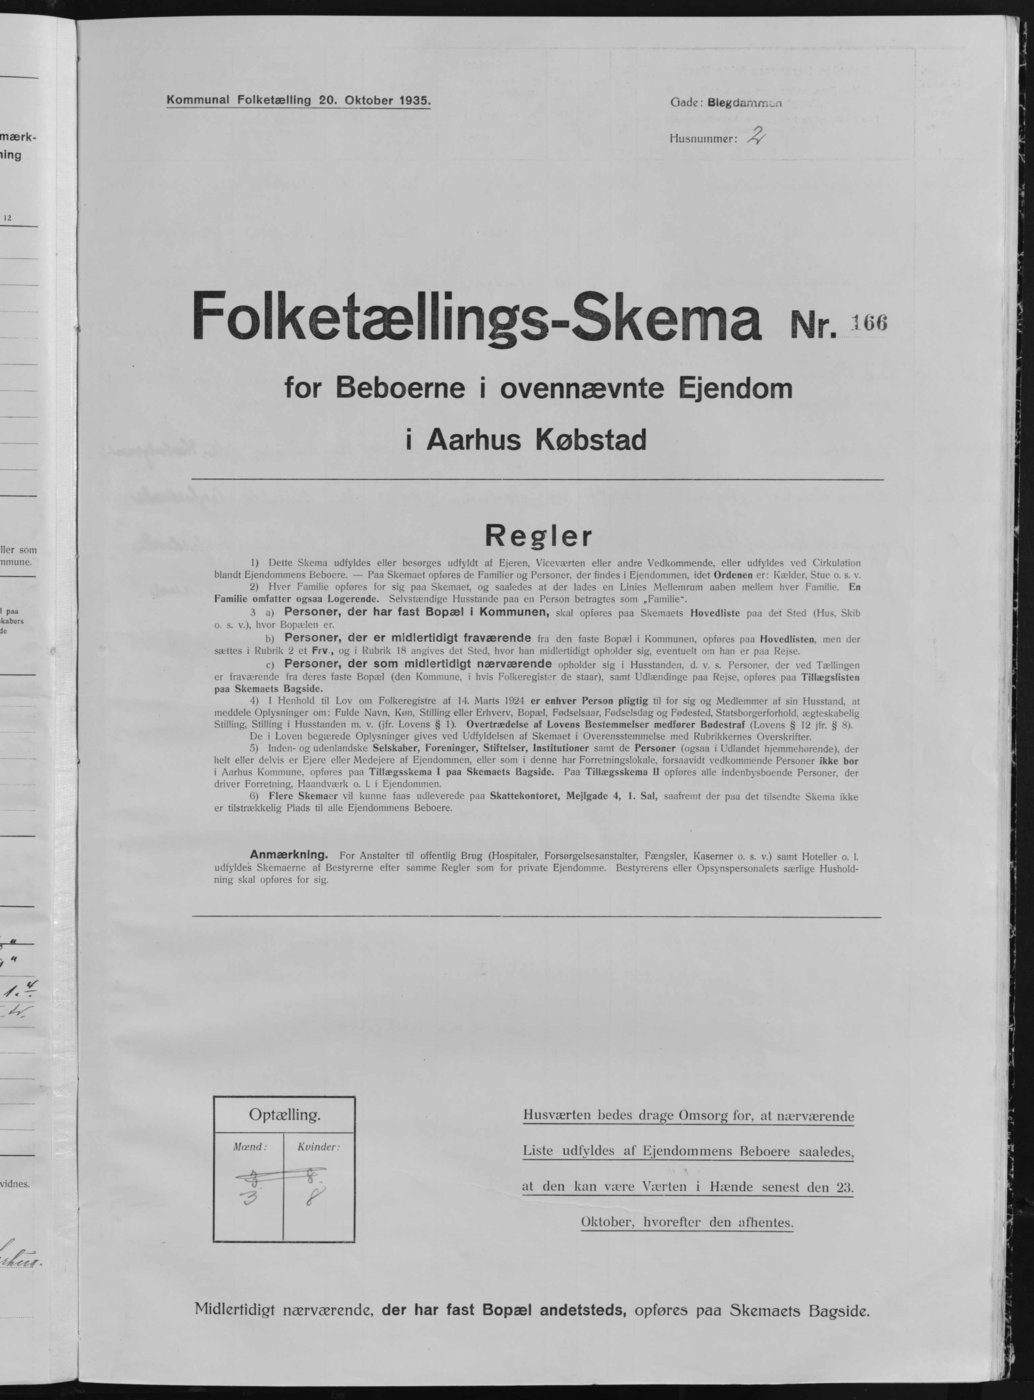 Kommunal Folketælling 20. Oktober 1935.
Gade: Blegdammen
Husnummer: 2
mærk-
ning
12
Folketællings-Skema Nr. 166
for Beboerne i ovennævnte Ejendom
i Aarhus Købstad
Regler
1) Dette Skema udfyldes eller besørges udfyldt af Ejeren, Viceværten eller andre Vedkommende, eller udfyldes ved Cirkulation
blandt Ejendommens Beboere. — Paa Skemaet opføres de Familier og Personer, der findes i Ejendommen, idet Ordenen er: Kælder, Stue o. s. v.
2) Hver Familie opføres for sig paa Skemaet, og saaledes at der lades en Linies Mellemrum aaben mellem hver Familie. En
Familie omfatter ogsaa Logerende. Selvstændige Husstande paa en Person betragtes som „Familie“.
3 a) Personer, der har fast Bopæl i Kommunen, skal opføres paa Skemaets Hovedliste paa det Sted (Hus, Skib
o. s. v.), hvor Bopælen er.
b) Personer, der er midlertidigt fraværende fra den faste Bopæl i Kommunen, opføres paa Hovedlisten, men der
sættes i Rubrik 2 et Frv., og i Rubrik 18 angives det Sted, hvor han midlertidigt opholder sig, eventuelt om han er paa Rejse.
c) Personer, der som midlertidigt nærværende opholder sig i Husstanden, d. v. s. Personer, der ved Tællingen
er fraværende fra deres faste Bopæl (den Kommune, i hvis Folkeregister de staar), samt Udlændinge paa Rejse, opføres paa Tillægslisten
paa Skemaets Bagside.
4) I Henhold til Lov om Folkeregistre af 14. Marts 1924 er enhver Person pligtig til for sig og Medlemmer af sin Husstand, at
meddele Oplysninger om: Fulde Navn, Køn, Stilling eller Erhverv, Bopæl, Fødselsaar, Fødselsdag og Fødested, Statsborgerforhold, ægteskabelig
Stilling, Stilling i Husstanden m. v. (jfr. Lovens § 1). Overtrædelse af Lovens Bestemmelser medfører Bødestraf (Lovens § 12 jfr. § 8).
De i Loven begærede Oplysninger gives ved Udfyldelsen af Skemaet i Overensstemmelse med Rubrikkernes Overskrifter.
5) Inden- og udenlandske Selskaber, Foreninger, Stiftelser, Institutioner samt de Personer (ogsaa i Udlandet hjemmehørende), der
helt eller delvis er Ejere eller Medejere af Ejendommen, eller som i denne har Forretningslokale, forsaavidt vedkommende Personer ikke bor
i Aarhus Kommune, opføres paa Tillægsskema I paa Skemaets Bagside. Paa Tillægsskema II opføres alle indenbysboende Personer, der
driver Forretning, Haandværk o. l. i Ejendommen.
6) Flere Skemaer vil kunne faas udleverede paa Skattekontoret, Mejlgade 4, 1. Sal, saafremt der paa det tilsendte Skema ikke
er tilstrækkelig Plads til alle Ejendommens Beboere.
Anmærkning. For Anstalter til offentlig Brug (Hospitaler, Forsørgelsesanstalter, Fængsler, Kaserner o. s. v.) samt Hoteller o. l.
udfyldes Skemaerne af Bestyrerne efter samme Regler som for private Ejendomme. Bestyrerens eller Opsynspersonalets særlige Hushold-
ning skal opføres for sig.
Optælling.
Mænd: Kvinder:
3 8
3 8
Husværten bedes drage Omsorg for, at nærværende
Liste udfyldes af Ejendommens Beboere saaledes,
at den kan være Værten i Hænde senest den 23.
Oktober, hvorefter den afhentes.
Midlertidigt nærværende, der har fast Bopæl andetsteds, opføres paa Skemaets Bagside.